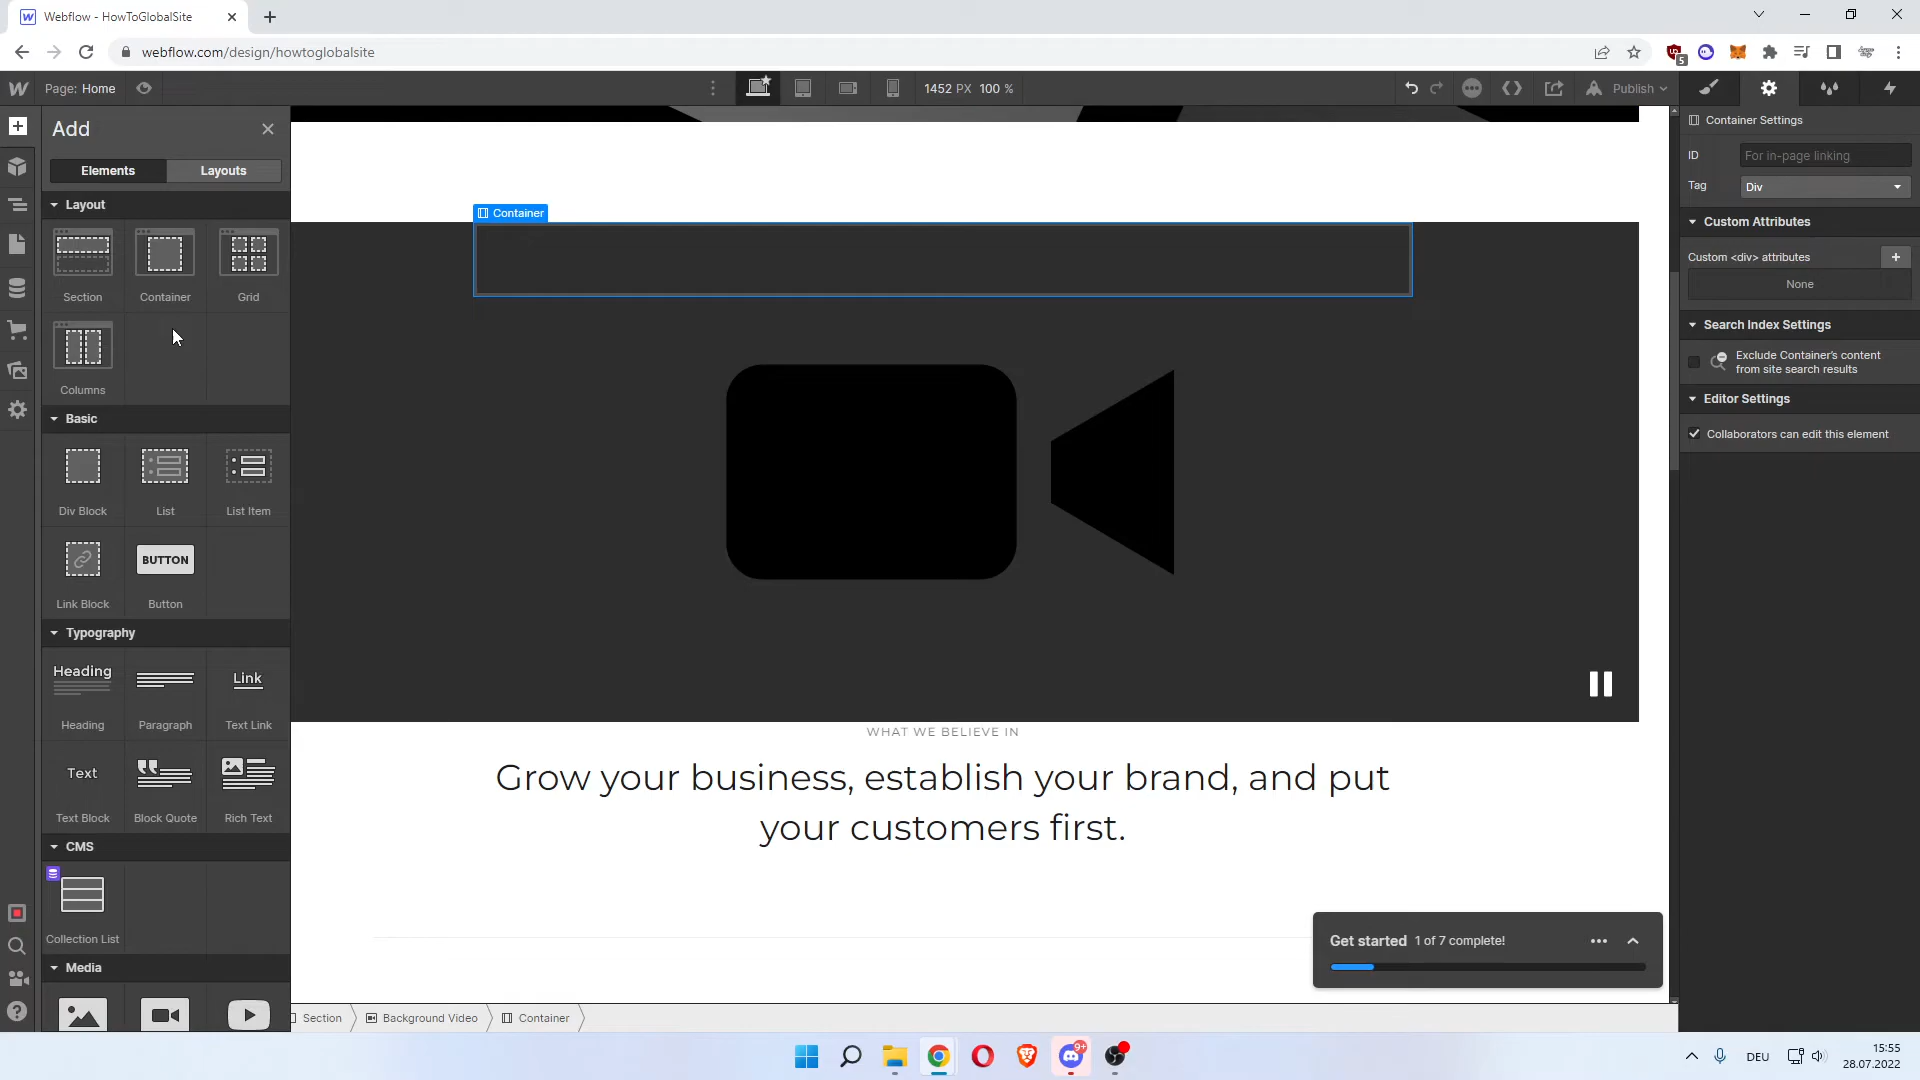 Webflow - HowToGlobalSite
webflow.com/design/howtoglobalsite
5
Page: Home
1452 PX 100 %
Publish
Add
Elements
Layouts
Layout
Section
Container
Grid
Columns
Basic
Div Block
List
List Item
BUTTON
Link Block
Button
Typography
Heading
Link
Heading
Paragraph
Text Link
Text
Text Block
Block Quote
Rich Text
CMS
Collection List
Media
Container
WHAT WE BELIEVE IN
Grow your business, establish your brand, and put
your customers first.
Get started 1 of 7 complete!
Section
Background Video
Container
Container Settings
ID
For in-page linking
Tag
Div
Custom Attributes
Custom <div> attributes
None
Search Index Settings
Exclude Container's content
from site search results
Editor Settings
Collaborators can edit this element
9+
DEU
15:55
28.07.2022